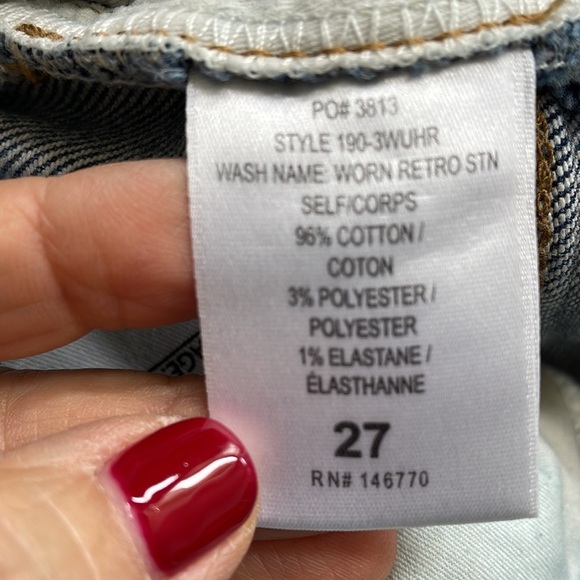 PO# 3813
STYLE 190-3WUHR
WASH NAME: WORN RETRO STN
SELF/CORPS
96% COTTON /
COTON
3% POLYESTER /
POLYESTER
1% ELASTANE /
ÉLASTHANNE
27
RN# 146770